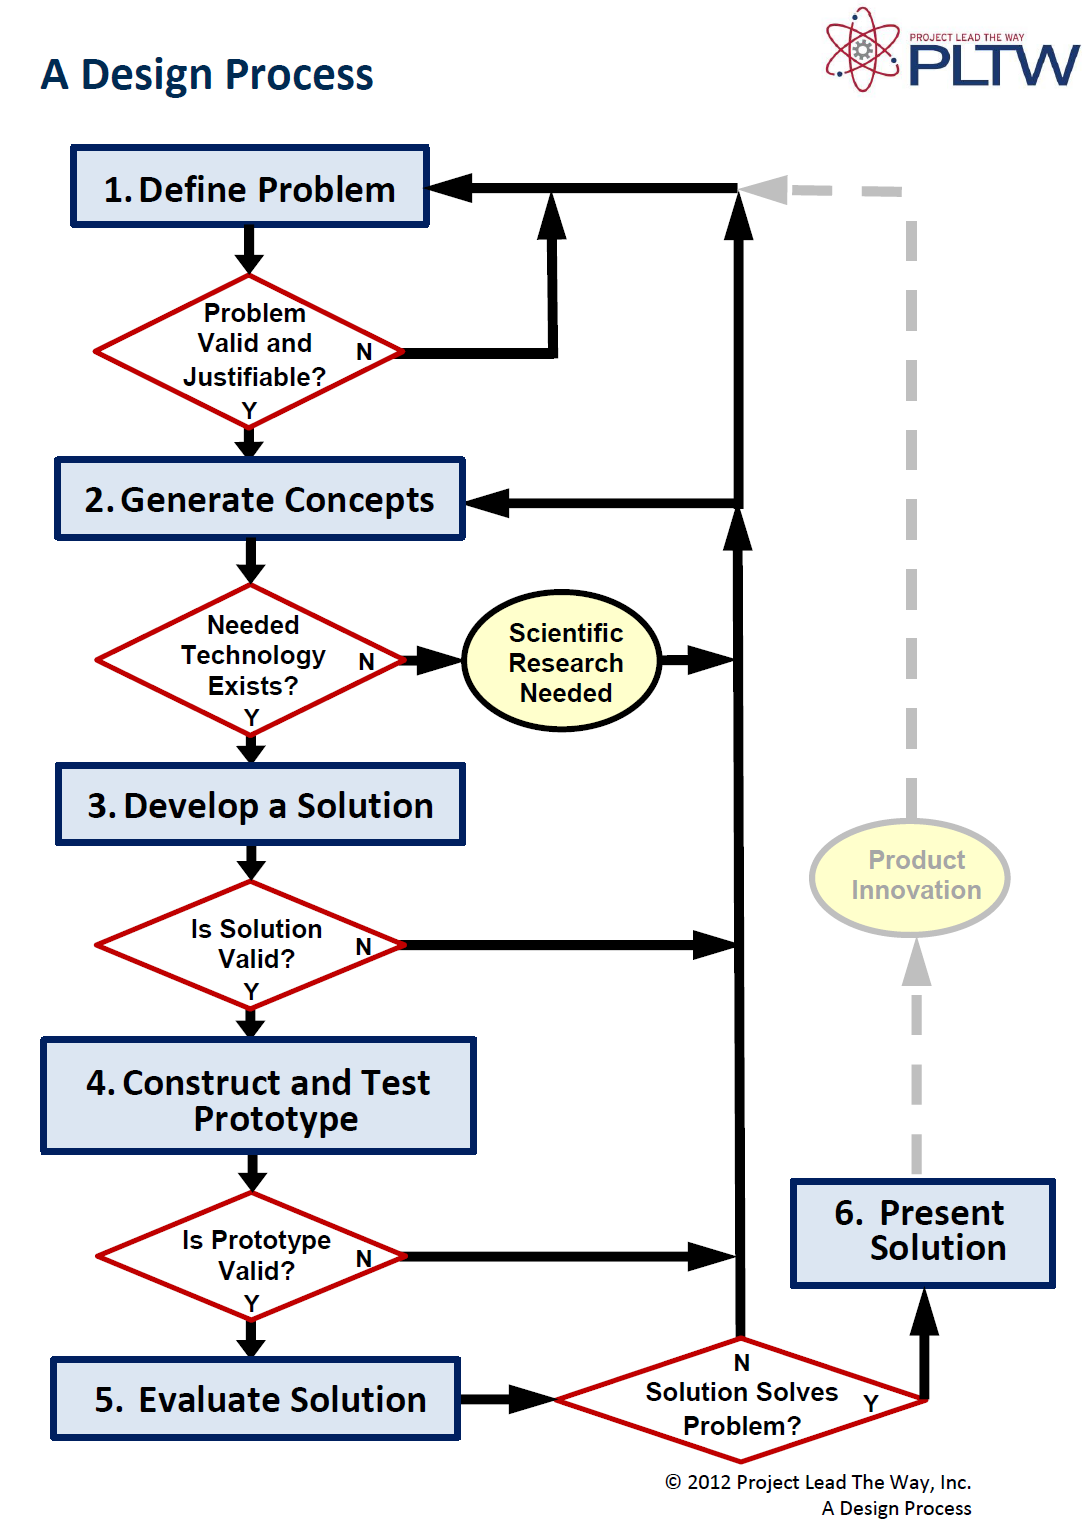 PROJECT LEAD THE WAY
PLTW
A Design Process
1. Define Problem
Problem
Valid and
Justifiable?
N
Y
2. Generate Concepts
Needed
Technology
Exists?
N
Y
Scientific
Research
Needed
3. Develop a Solution
Is Solution
Valid?
N
Y
Product
Innovation
4. Construct and Test
Prototype
Is Prototype
Valid?
N
Y
5. Evaluate Solution
N
Solution Solves
Problem?
Y
6. Present
Solution
© 2012 Project Lead The Way, Inc.
A Design Process